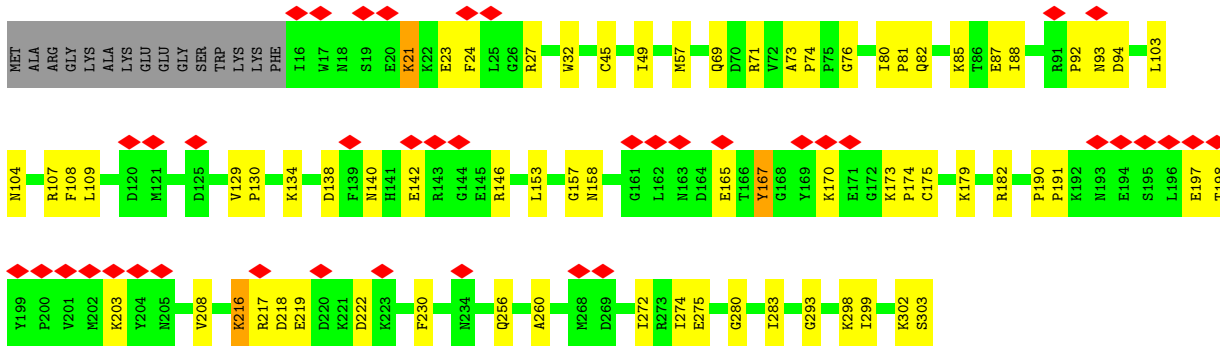 MET ALA ARG GLY LYS ALA LYS GLU GLU GLY SER TRP LYS LYS PHE I16 W17 N18 S19 E20 K21 K22 E23 F24 L25 G26 R27 W32 C45 I49 M57 Q69 D70 R71 V72 A73 P74 P75 G76 I80 P81 Q82 K85 T86 E87 I88 R91 P92 N93 D94 L103
N104 R107 F108 L109 D120 M121 D125 V129 P130 K134 D138 F139 N140 H141 E142 R143 G144 E145 R146 L153 G157 N158 G161 L162 N163 D164 E165 T166 Y167 G168 Y169 K170 E171 G172 K173 P174 C175 K179 R182 P190 P191 K192 N193 E194 S195 L196 E197 T198
Y199 P200 V201 M202 K203 Y204 N205 V208 K216 R217 D218 E219 D220 K221 D222 K223 F230 N234 Q256 A260 M268 D269 I272 R273 I274 E275 G280 I283 G293 K298 I299 K302 S303